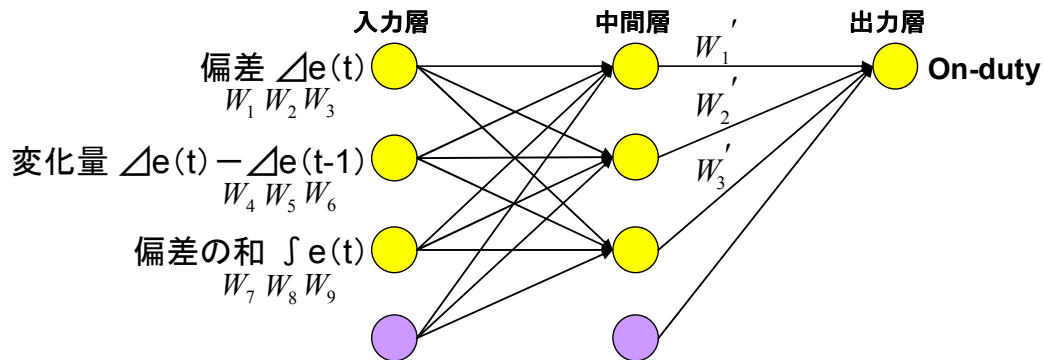 入力層 中間層 出力層
偏差 ⊿e(t)
W₁ W₂ W₃
W₁′
On-duty
W₂′
変化量 ⊿e(t)－⊿e(t-1)
W₄ W₅ W₆
W₃′
偏差の和 ∫e(t)
W₇ W₈ W₉